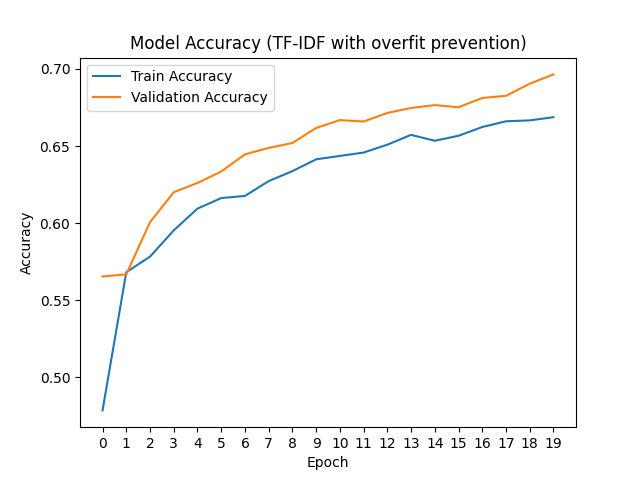 Model Accuracy (TF-IDF with overfit prevention)
Train Accuracy
Validation Accuracy
0.70
0.65
0.60
0.55
0.50
Accuracy
0 1 2 3 4 5 6 7 8 9 10 11 12 13 14 15 16 17 18 19
Epoch